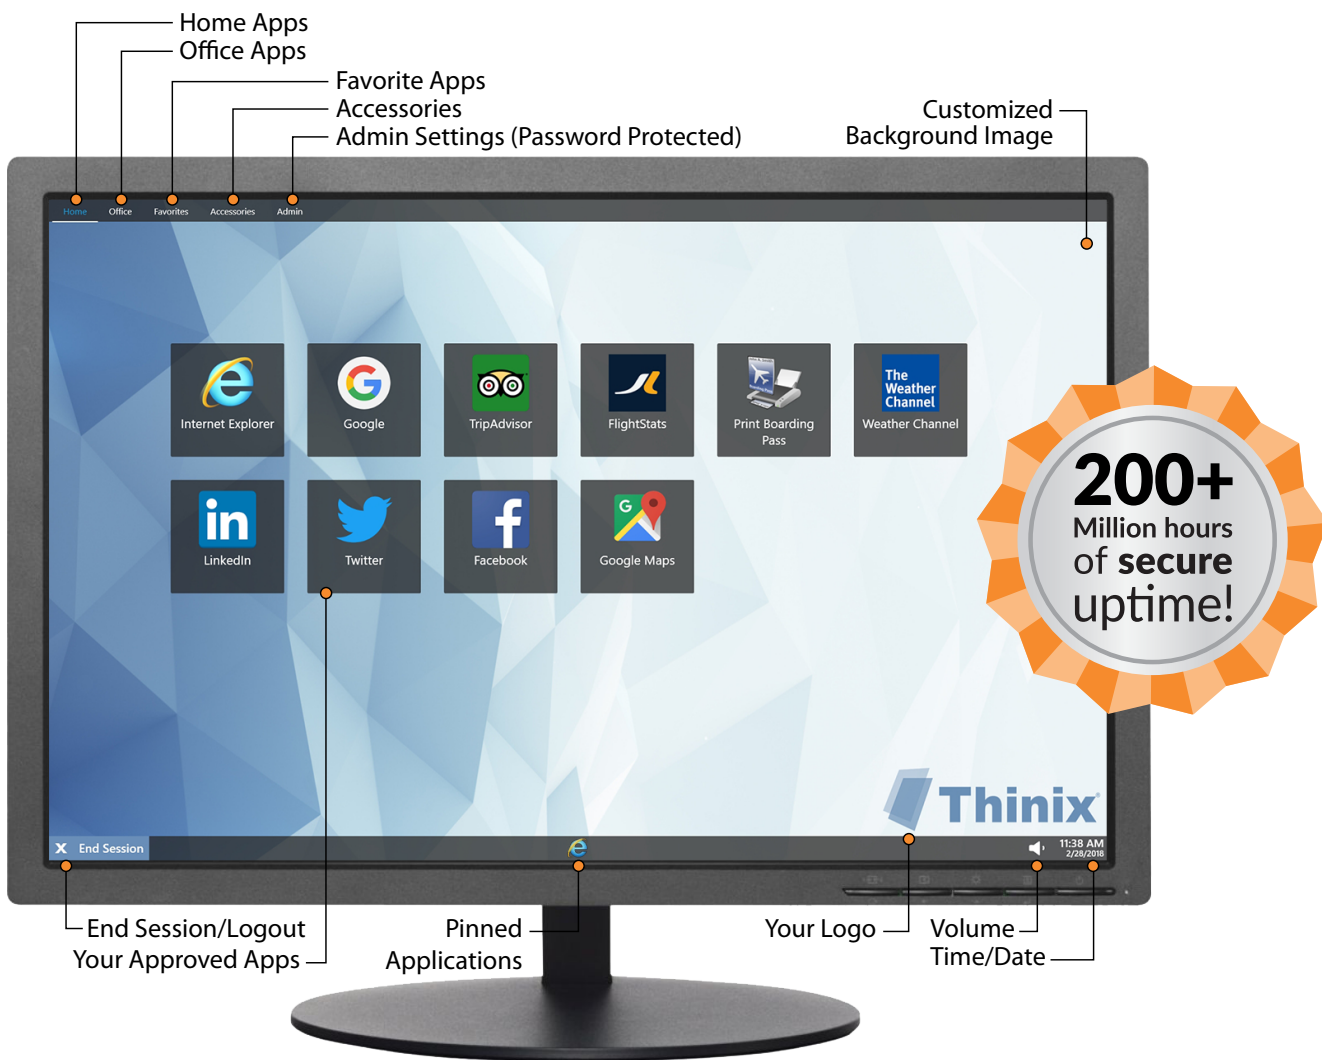 Home Apps
Office Apps
Favorite Apps
Accessories
Admin Settings (Password Protected)
Customized
Background Image
Home Office Favorites Accessories Admin
Internet Explorer
G
Google
TripAdvisor
FlightStats
Print Boarding
Pass
The
Weather
Channel
Weather Channel
in
LinkedIn
Twitter
f
Facebook
G
Google Maps
200+
Million hours
of secure
uptime!
Thinix
X End Session
11:38 AM
2/28/2018
End Session/Logout
Your Approved Apps
Pinned
Applications
Your Logo
Volume
Time/Date